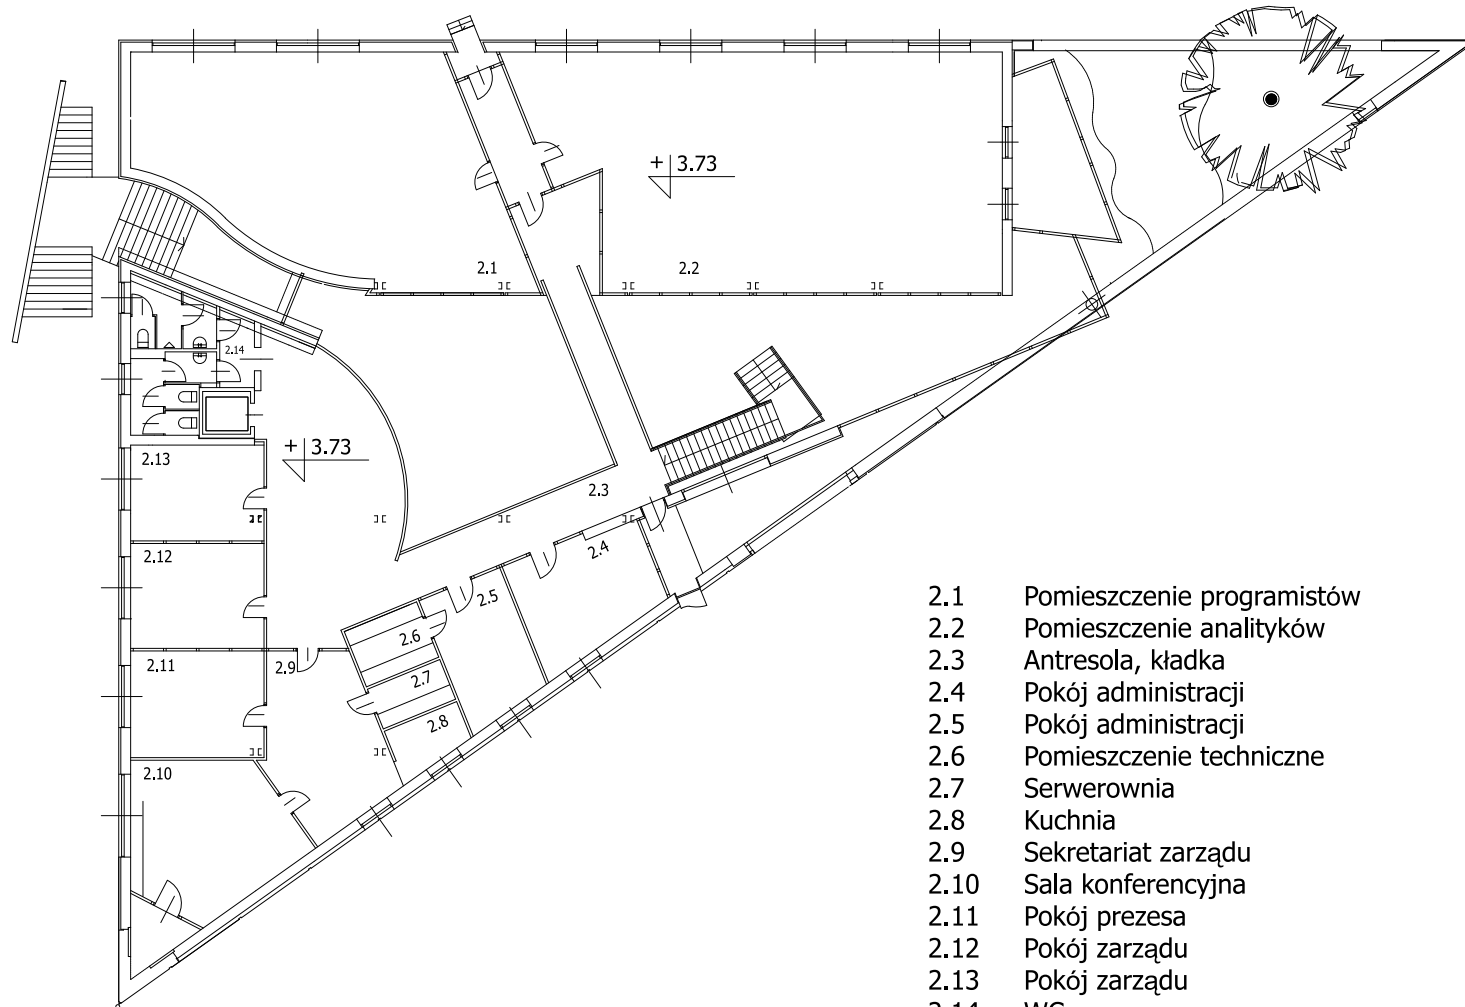 + 3.73
2.1
2.2
2.14
+ 3.73
2.13
2.3
2.12
2.4
2.5
2.6
2.11
2.9
2.7
2.8
2.10
2.1 Pomieszczenie programistów
2.2 Pomieszczenie analityków
2.3 Antresola, kładka
2.4 Pokój administracji
2.5 Pokój administracji
2.6 Pomieszczenie techniczne
2.7 Serwerownia
2.8 Kuchnia
2.9 Sekretariat zarządu
2.10 Sala konferencyjna
2.11 Pokój prezesa
2.12 Pokój zarządu
2.13 Pokój zarządu
2.14 WC